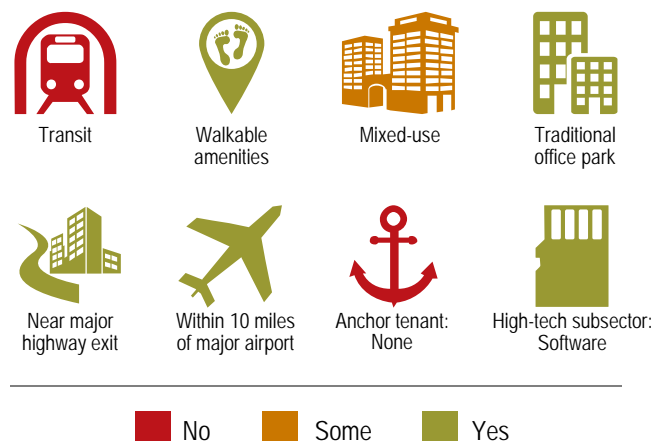 Transit
Walkable
amenities
Mixed-use
Traditional
office park
Near major
highway exit
Within 10 miles
of major airport
Anchor tenant:
None
High-tech subsector:
Software
No
Some
Yes